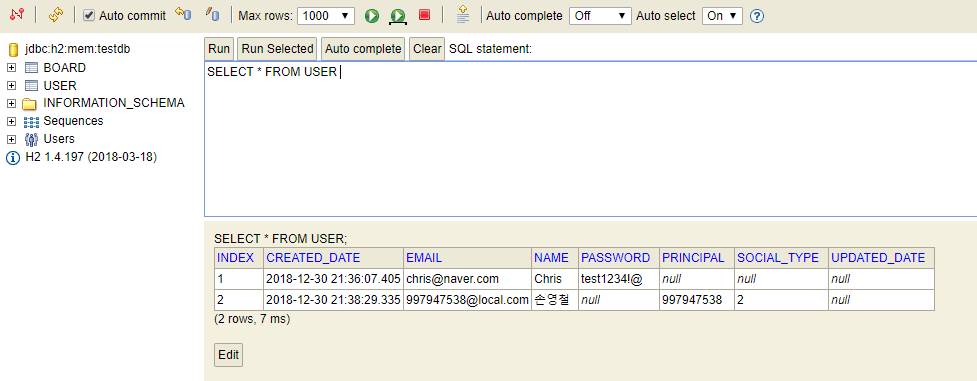 Auto commit Max rows: 1000 Auto complete Off Auto select On ?
jdbc:h2:mem:testdb
BOARD
USER
INFORMATION_SCHEMA
Sequences
Users
H2 1.4.197 (2018-03-18)
Run Run Selected Auto complete Clear SQL statement:
SELECT * FROM USER
SELECT * FROM USER;
INDEX CREATED_DATE EMAIL NAME PASSWORD PRINCIPAL SOCIAL_TYPE UPDATED_DATE
1 2018-12-30 21:36:07.405 chris@naver.com Chris test1234!@ null null null
2 2018-12-30 21:38:29.335 997947538@local.com 손영철 null 997947538 2 null
(2 rows, 7 ms)
Edit